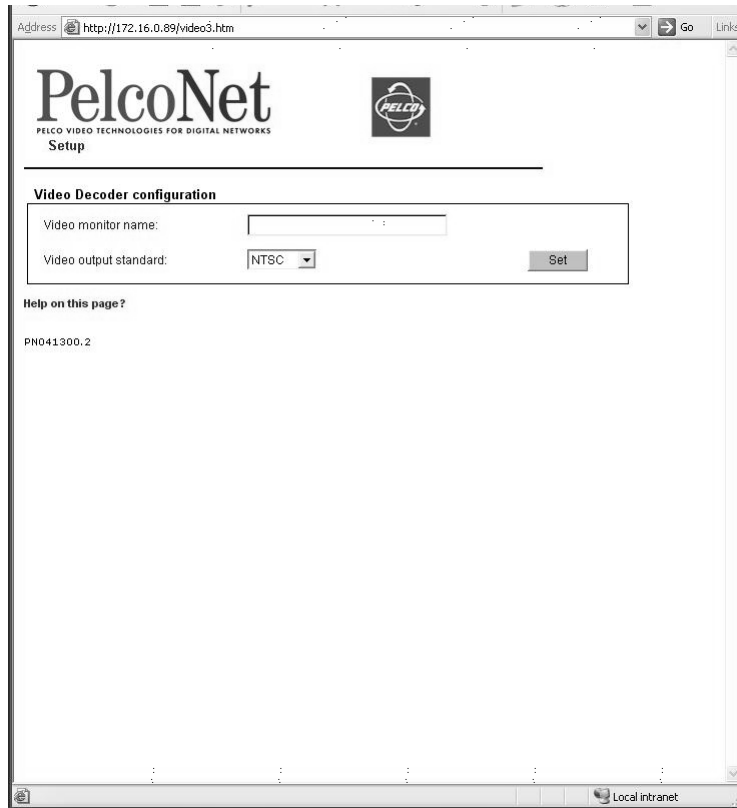 Address http://172.16.0.89/video3.htm Go Links
PelcoNet
PELCO VIDEO TECHNOLOGIES FOR DIGITAL NETWORKS
PELCO
Setup
Video Decoder configuration
Video monitor name:
Video output standard: NTSC Set
Help on this page?
PN041300.2
Local intranet